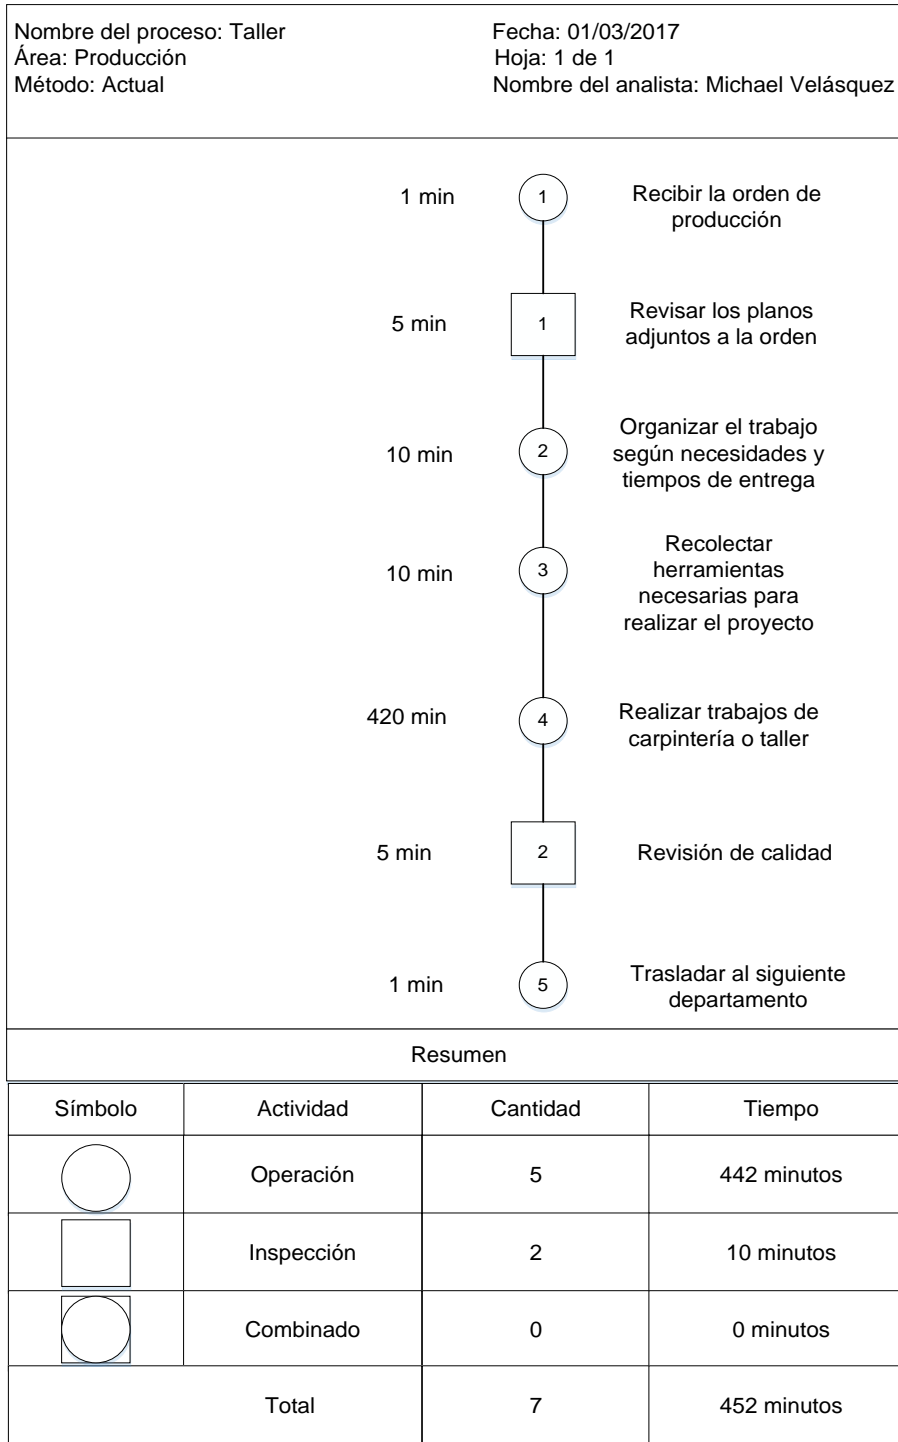 Nombre del proceso: Taller
Fecha: 01/03/2017
Área: Producción
Hoja: 1 de 1
Método: Actual
Nombre del analista: Michael Velásquez
1 min
1
Recibir la orden de
producción
5 min
1
Revisar los planos
adjuntos a la orden
10 min
2
Organizar el trabajo
según necesidades y
tiempos de entrega
10 min
3
Recolectar
herramientas
necesarias para
realizar el proyecto
420 min
4
Realizar trabajos de
carpintería o taller
5 min
2
Revisión de calidad
1 min
5
Trasladar al siguiente
departamento
Resumen
Símbolo
Actividad
Cantidad
Tiempo
Operación
5
442 minutos
Inspección
2
10 minutos
Combinado
0
0 minutos
Total
7
452 minutos